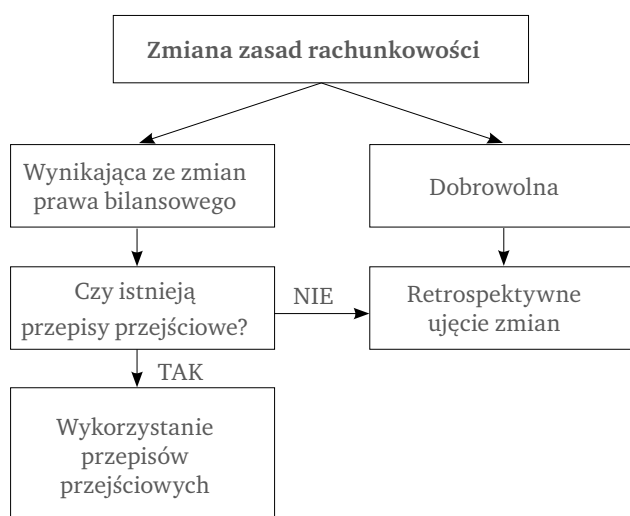 Zmiana zasad rachunkowości
Wynikająca ze zmian
prawa bilansowego
Dobrowolna
Czy istnieją
przepisy przejściowe?
NIE
Retrospektywne
ujęcie zmian
TAK
Wykorzystanie
przepisów
przejściowych